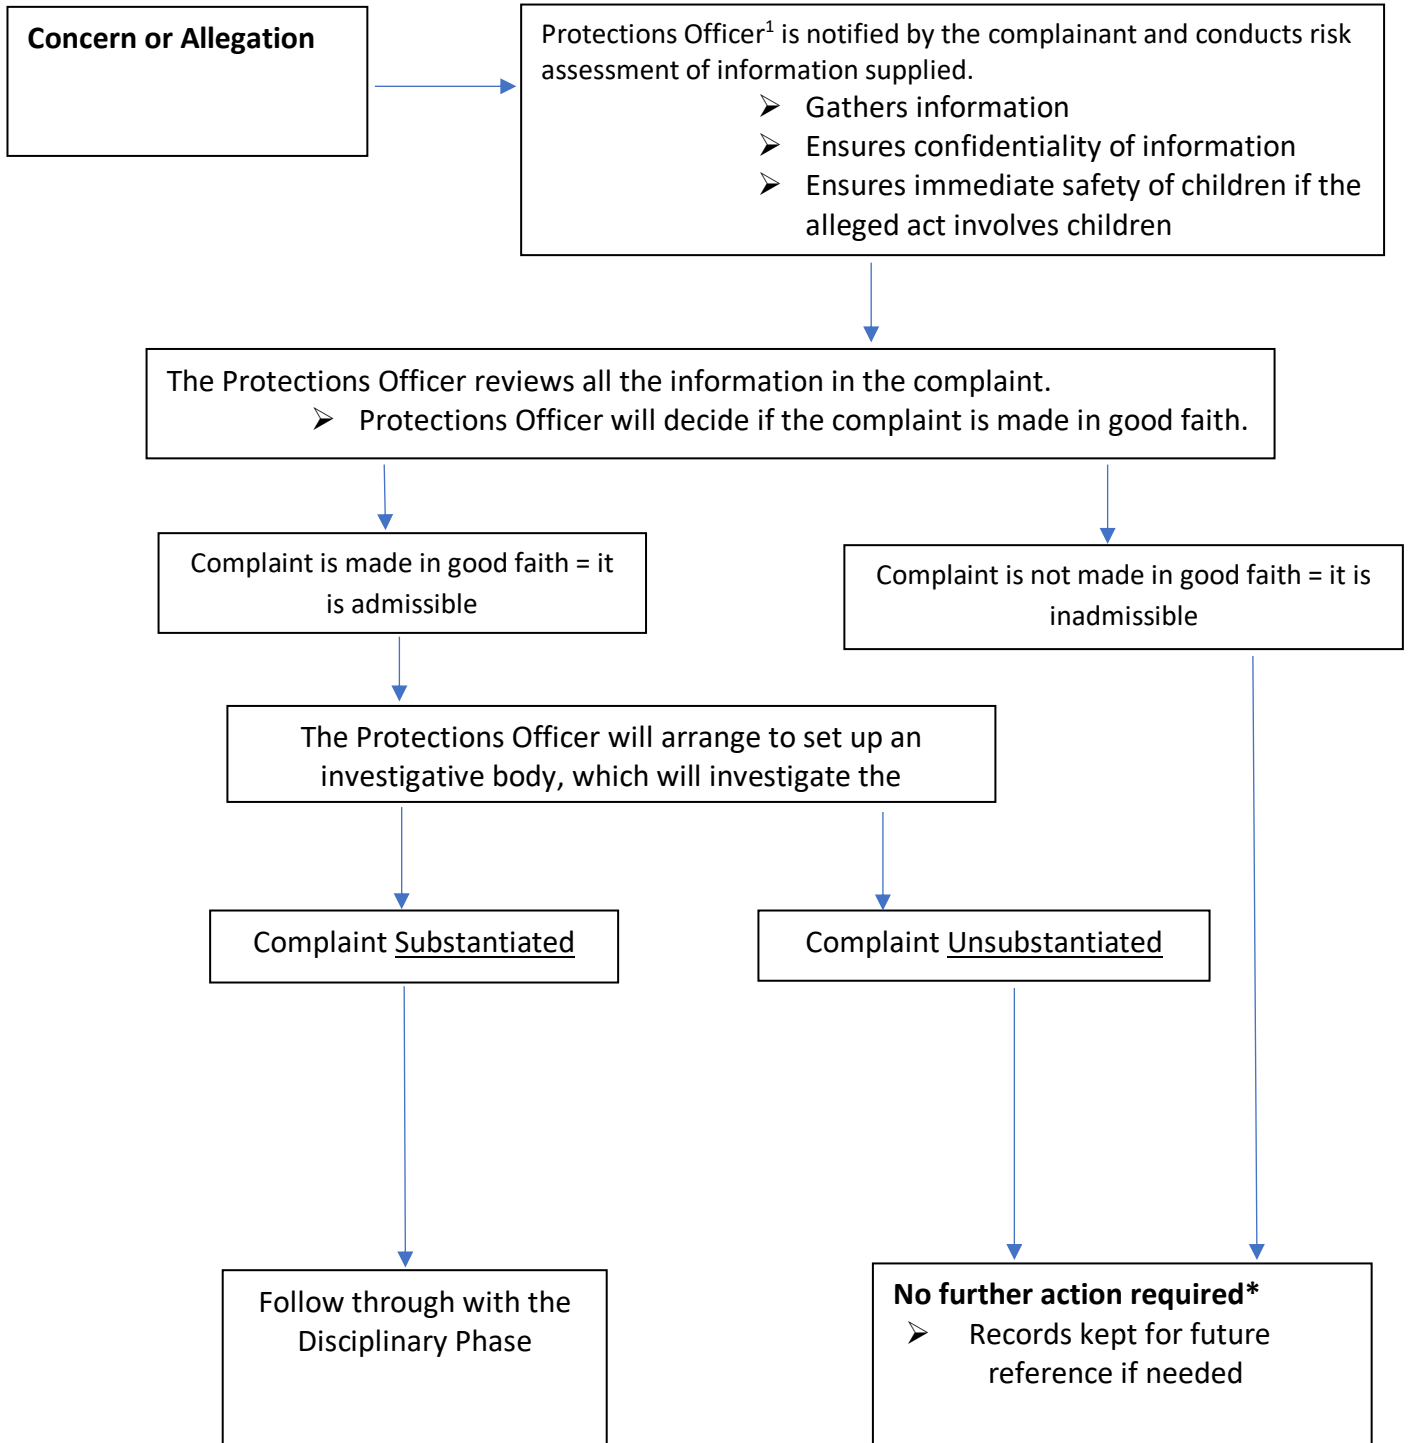 Concern or Allegation
Protections Officer¹ is notified by the complainant and conducts risk
assessment of information supplied.
➢ Gathers information
➢ Ensures confidentiality of information
➢ Ensures immediate safety of children if the
alleged act involves children
The Protections Officer reviews all the information in the complaint.
➢ Protections Officer will decide if the complaint is made in good faith.
Complaint is made in good faith = it
is admissible
Complaint is not made in good faith = it is
inadmissible
The Protections Officer will arrange to set up an
investigative body, which will investigate the
Complaint Substantiated
Complaint Unsubstantiated
Follow through with the
Disciplinary Phase
No further action required*
➢ Records kept for future
reference if needed